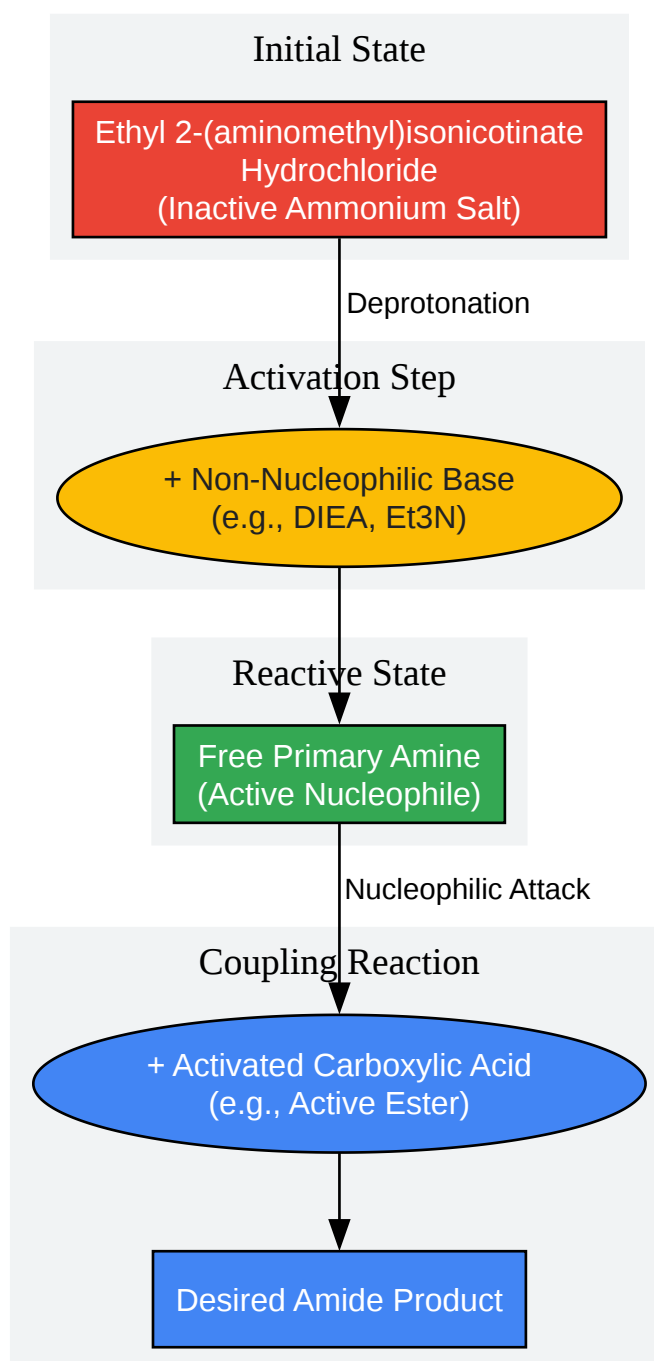 Initial State
Ethyl 2-(aminomethyl)isonicotinate
Hydrochloride
(Inactive Ammonium Salt)
Deprotonation
Activation Step
+ Non-Nucleophilic Base
(e.g., DIEA, Et3N)
Reactive State
Free Primary Amine
(Active Nucleophile)
Nucleophilic Attack
Coupling Reaction
+ Activated Carboxylic Acid
(e.g., Active Ester)
Desired Amide Product